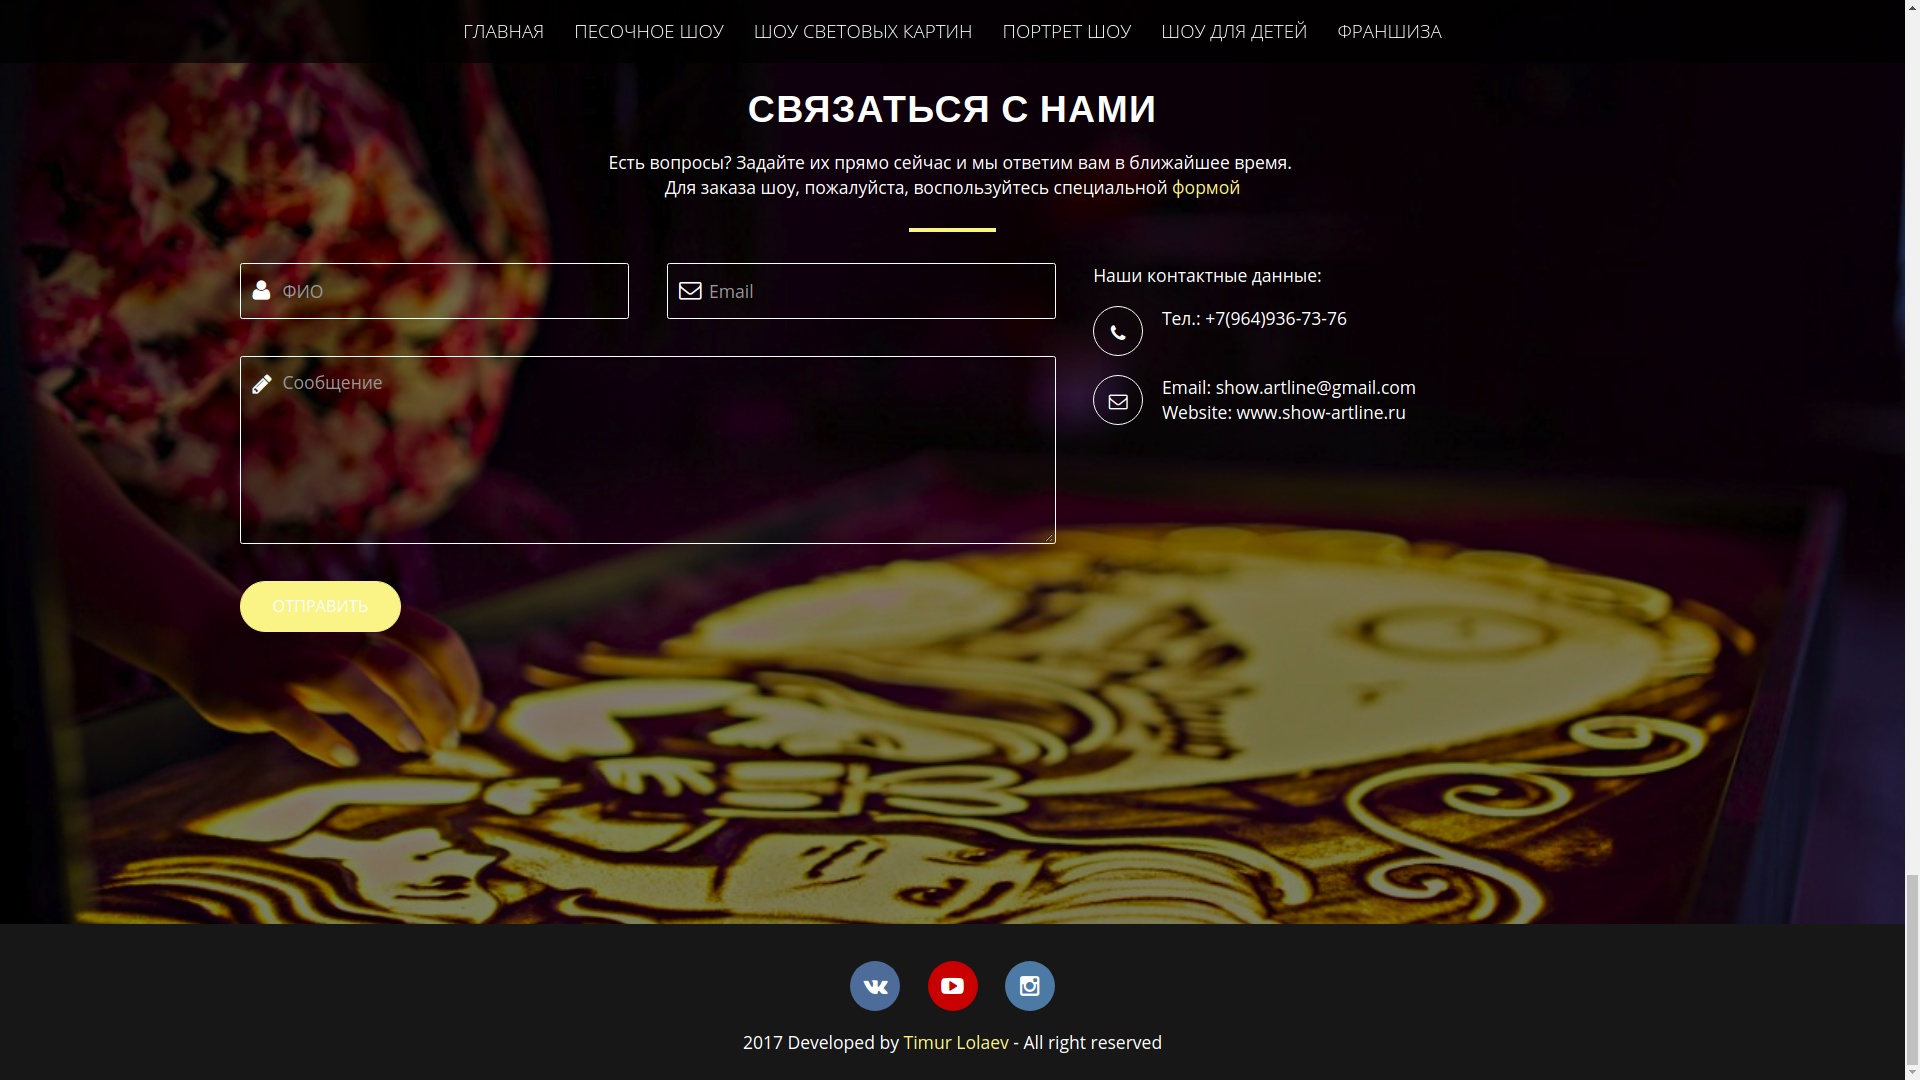 ГЛАВНАЯ ПЕСОЧНОЕ ШОУ ШОУ СВЕТОВЫХ КАРТИН ПОРТРЕТ ШОУ ШОУ ДЛЯ ДЕТЕЙ ФРАНШИЗА
СВЯЗАТЬСЯ С НАМИ
Есть вопросы? Задайте их прямо сейчас и мы ответим вам в ближайшее время.
Для заказа шоу, пожалуйста, воспользуйтесь специальной формой
ФИО
Email
Сообщение
ОТПРАВИТЬ
Наши контактные данные:
Тел.: +7(964)936-73-76
Email: show.artline@gmail.com
Website: www.show-artline.ru
2017 Developed by Timur Lolaev - All right reserved